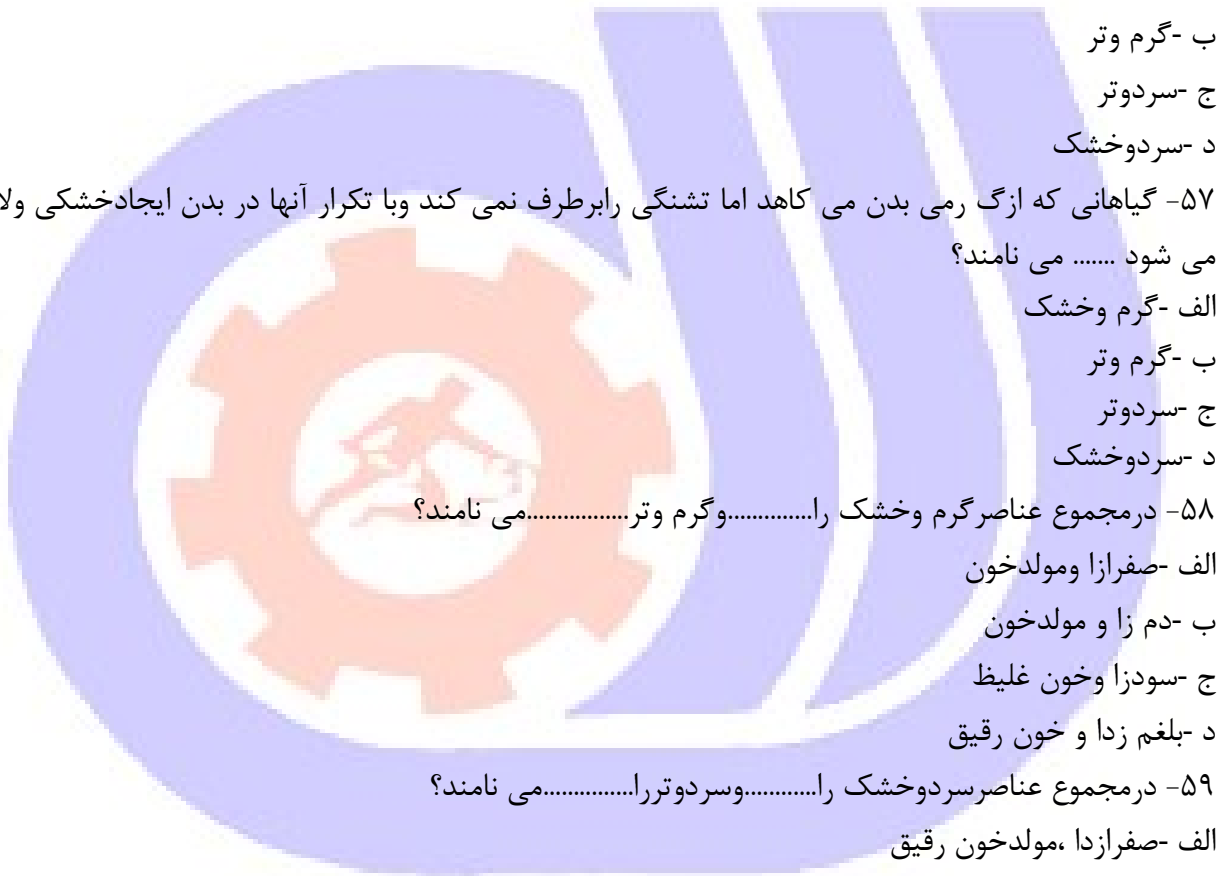 ب -گرم وتر
ج -سردوتر
د -سردوخشک
۵۷- گیاهانی که ازگ رمی بدن می کاهد اما تشنگی رابرطرف نمی کند وبا تکرار آنها در بدن ایجادخشکی ولا
می شود ....... می نامند؟
الف -گرم وخشک
ب -گرم وتر
ج -سردوتر
د -سردوخشک
۵۸- درمجموع عناصرگرم وخشک را..............وگرم وتر.................می نامند؟
الف -صفرازا ومولدخون
ب -دم زا و مولدخون
ج -سودزا وخون غلیظ
د -بلغم زدا و خون رقیق
۵۹- درمجموع عناصرسردوخشک را............وسردوتررا...............می نامند؟
الف -صفرازدا ،مولدخون رقیق